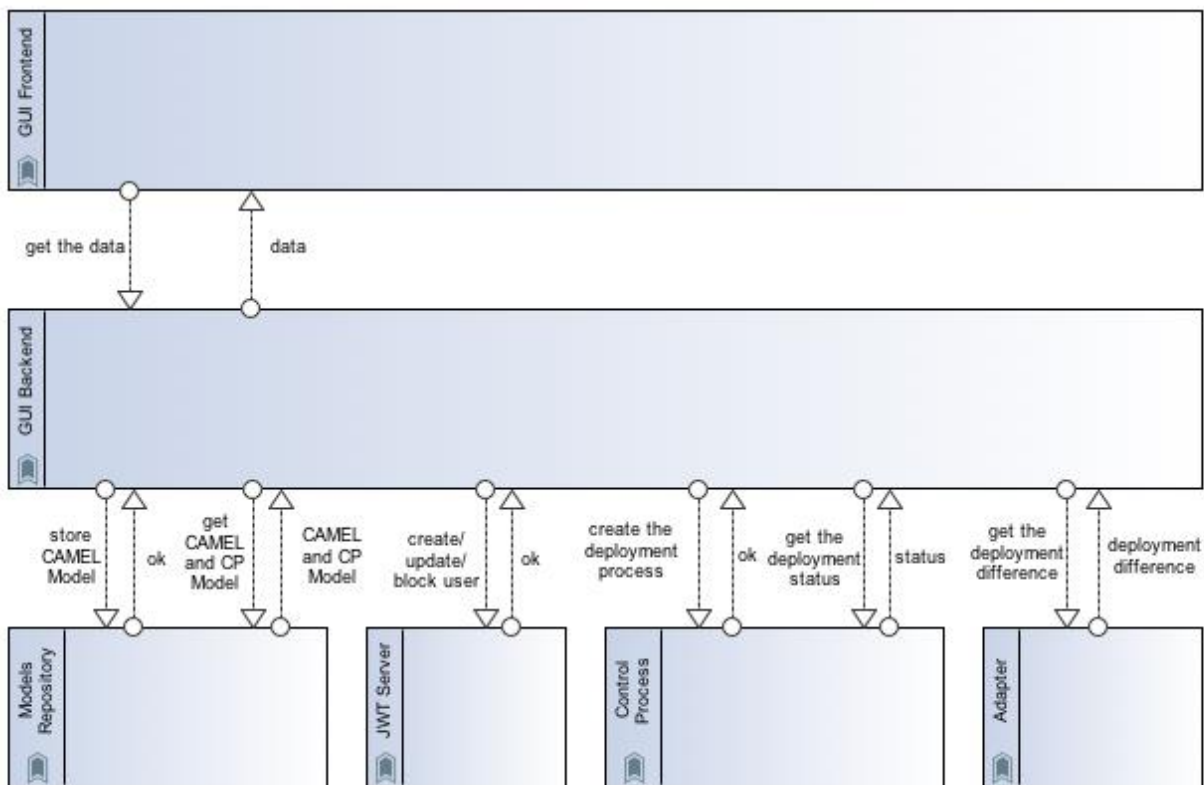 GUI Frontend
get the data
data
GUI Backend
store
CAMEL
Model
ok
get
CAMEL
and CP
Model
CAMEL
and CP
Model
create/
update/
block user
ok
create the
deployment
process
ok
get the
deployment
status
status
get the
deployment
difference
deployment
difference
Models
Repository
JWT Server
Control
Process
Adapter